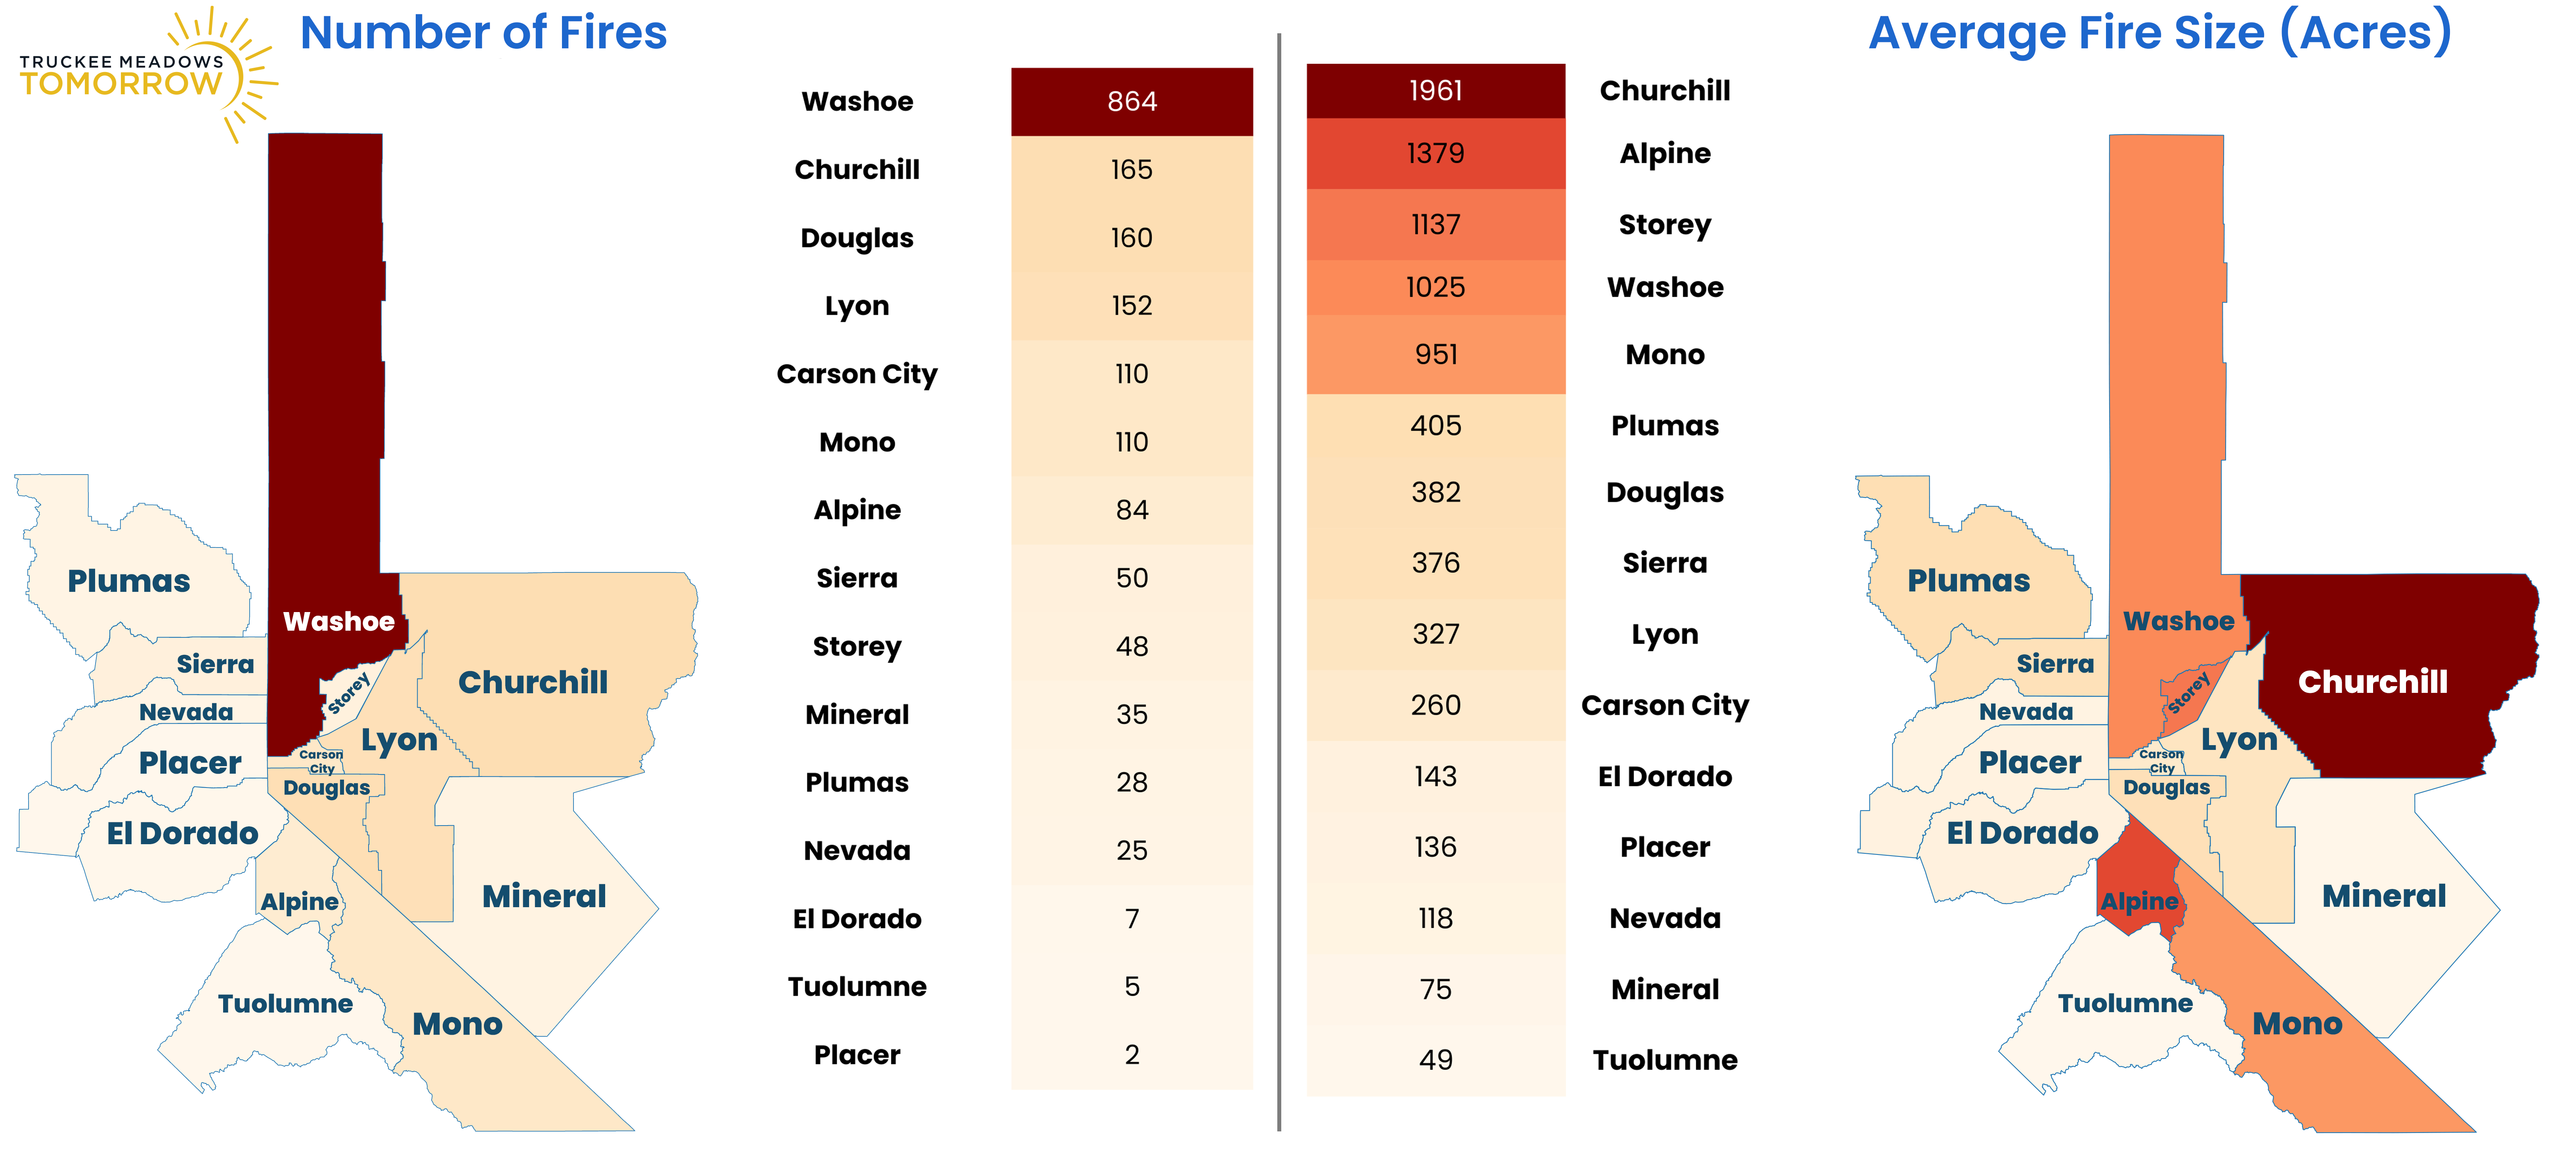 TRUCKEE MEADOWS
TOMORROW
Number of Fires
Average Fire Size (Acres)
Washoe 864
Churchill 165
Douglas 160
Lyon 152
Carson City 110
Mono 110
Alpine 84
Sierra 50
Storey 48
Mineral 35
Plumas 28
Nevada 25
El Dorado 7
Tuolumne 5
Placer 2
1961 Churchill
1379 Alpine
1137 Storey
1025 Washoe
951 Mono
405 Plumas
382 Douglas
376 Sierra
327 Lyon
260 Carson City
143 El Dorado
136 Placer
118 Nevada
75 Mineral
49 Tuolumne
Plumas
Washoe
Sierra
Storey
Churchill
Nevada
Lyon
Placer
Carson
City
Douglas
El Dorado
Alpine
Mineral
Tuolumne
Mono
Plumas
Washoe
Sierra
Storey
Churchill
Nevada
Lyon
Placer
Carson
City
Douglas
El Dorado
Alpine
Mineral
Tuolumne
Mono